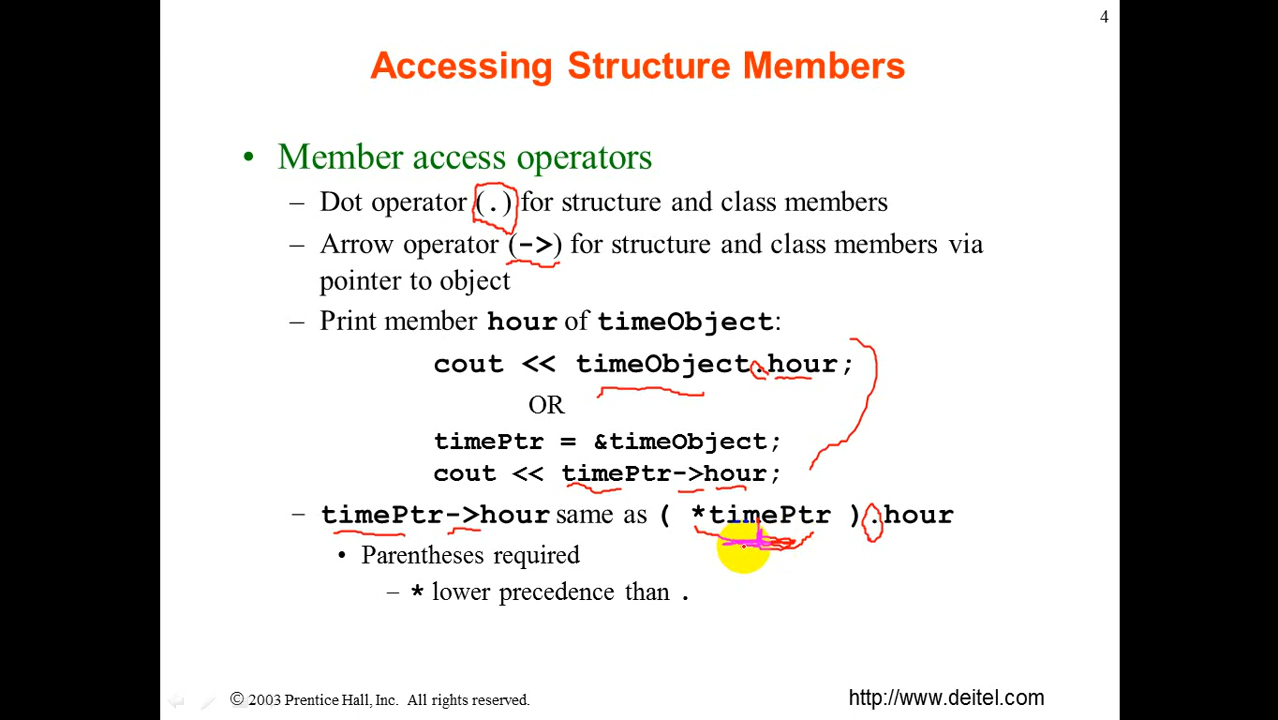 4
Accessing Structure Members
• Member access operators
– Dot operator (.) for structure and class members
– Arrow operator (->) for structure and class members via
pointer to object
– Print member hour of timeObject:
cout << timeObject.hour;
OR
timePtr = &timeObject;
cout << timePtr->hour;
– timePtr->hour same as ( *timePtr ).hour
• Parentheses required
– * lower precedence than .
© 2003 Prentice Hall, Inc. All rights reserved.
http://www.deitel.com